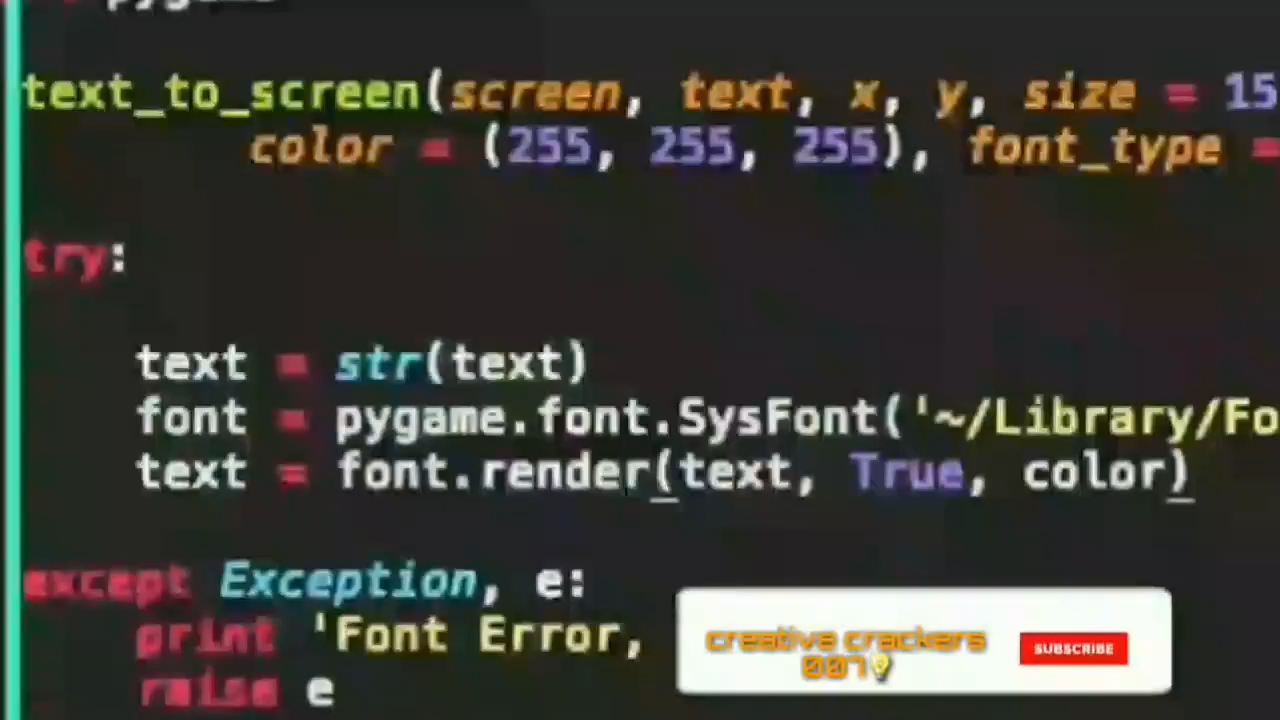 pygame
text_to_screen(screen, text, x, y, size = 15
color = (255, 255, 255), font_type =
try:
text = str(text)
font = pygame.font.SysFont('~/Library/Fo
text = font.render(text, True, color)
except Exception, e:
print 'Font Error,
raise e
creative crackers
007
SUBSCRIBE